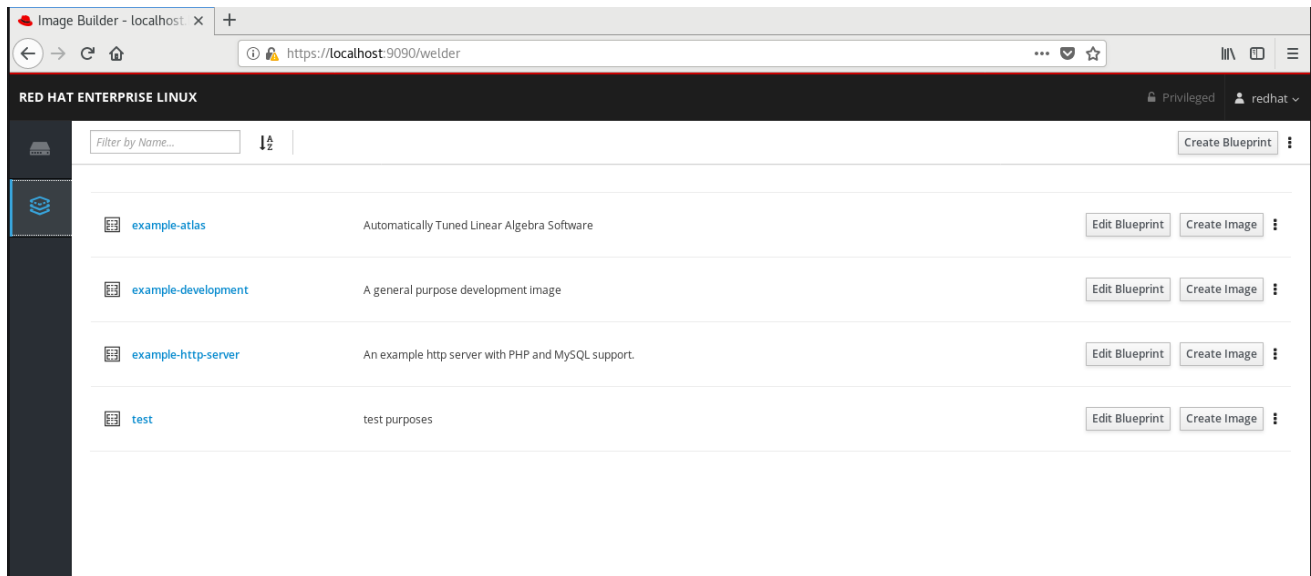 Image Builder - localhost
https://localhost:9090/welder
RED HAT ENTERPRISE LINUX
Privileged
redhat
Filter by Name...
A
Z
Create Blueprint
example-atlas Automatically Tuned Linear Algebra Software Edit Blueprint Create Image
example-development A general purpose development image Edit Blueprint Create Image
example-http-server An example http server with PHP and MySQL support. Edit Blueprint Create Image
test test purposes Edit Blueprint Create Image